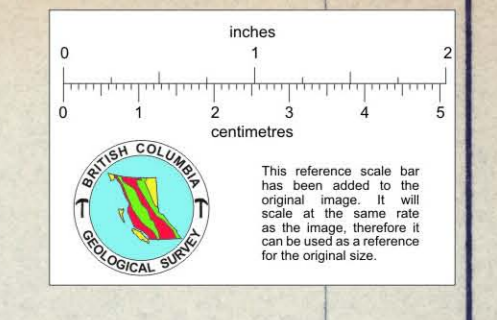 inches
0 1 2
0 1 2 3 4 5
centimetres
BRITISH COLUMBIA
GEOLOGICAL SURVEY
This reference scale bar
has been added to the
original image. It will
scale at the same rate
as the image, therefore it
can be used as a reference
for the original size.